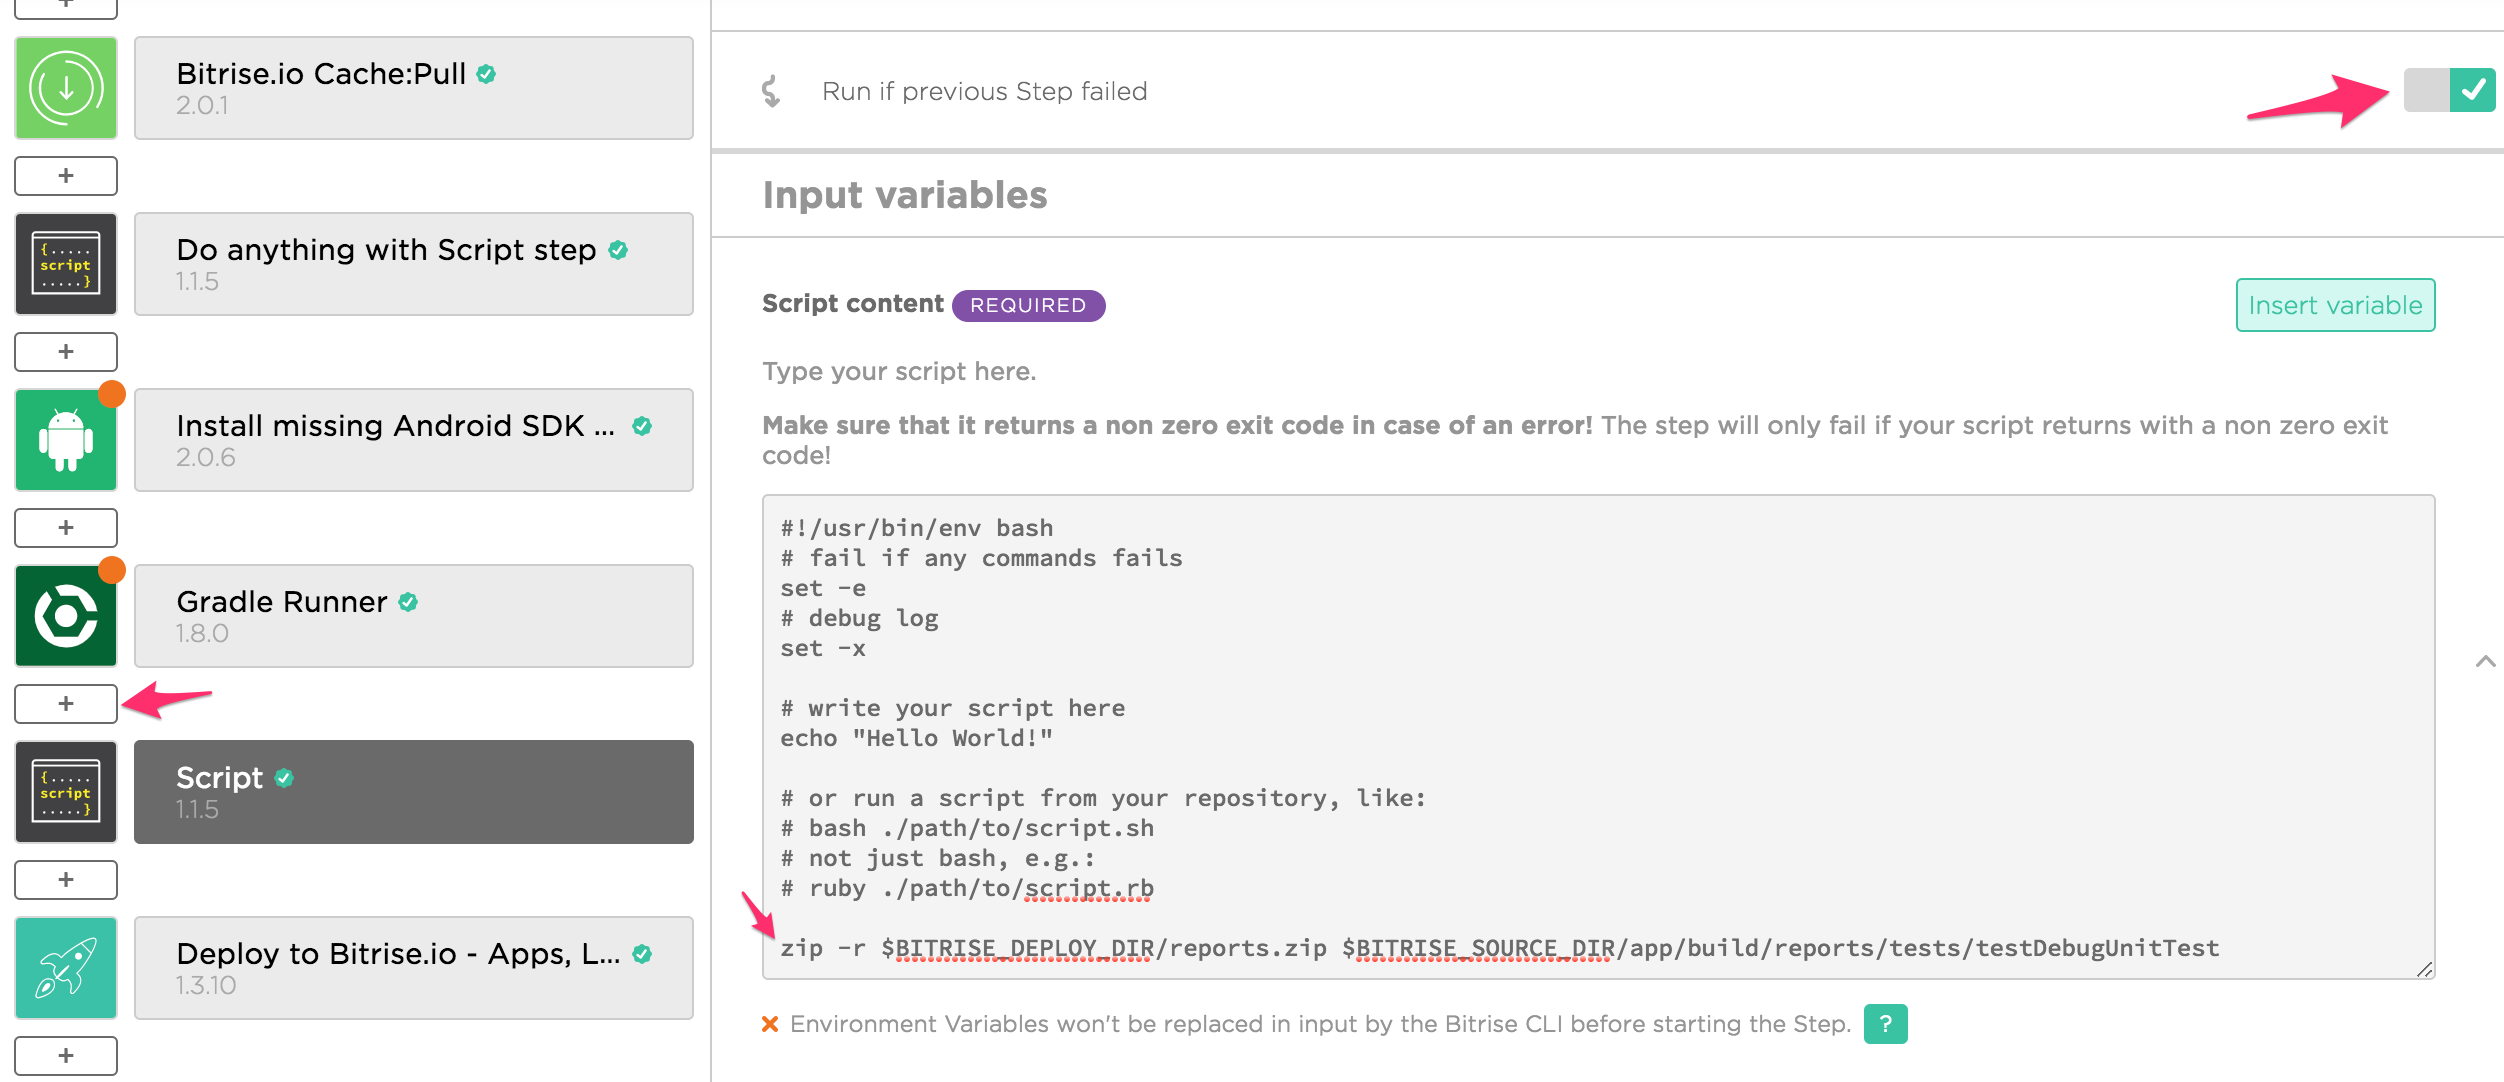 +
Bitrise.io Cache:Pull
2.0.1
+
{.....
script
.....}
Do anything with Script step
1.1.5
+
Install missing Android SDK ...
2.0.6
+
Gradle Runner
1.8.0
+
{.....
script
.....}
Script
1.1.5
+
Deploy to Bitrise.io - Apps, L...
1.3.10
+
Run if previous Step failed
Input variables
Script content REQUIRED
Insert variable
Type your script here.
Make sure that it returns a non zero exit code in case of an error! The step will only fail if your script returns with a non zero exit
code!
#!/usr/bin/env bash
# fail if any commands fails
set -e
# debug log
set -x
# write your script here
echo "Hello World!"
# or run a script from your repository, like:
# bash ./path/to/script.sh
# not just bash, e.g.:
# ruby ./path/to/script.rb
zip -r $BITRISE_DEPLOY_DIR/reports.zip $BITRISE_SOURCE_DIR/app/build/reports/tests/testDebugUnitTest
Environment Variables won't be replaced in input by the Bitrise CLI before starting the Step. ?